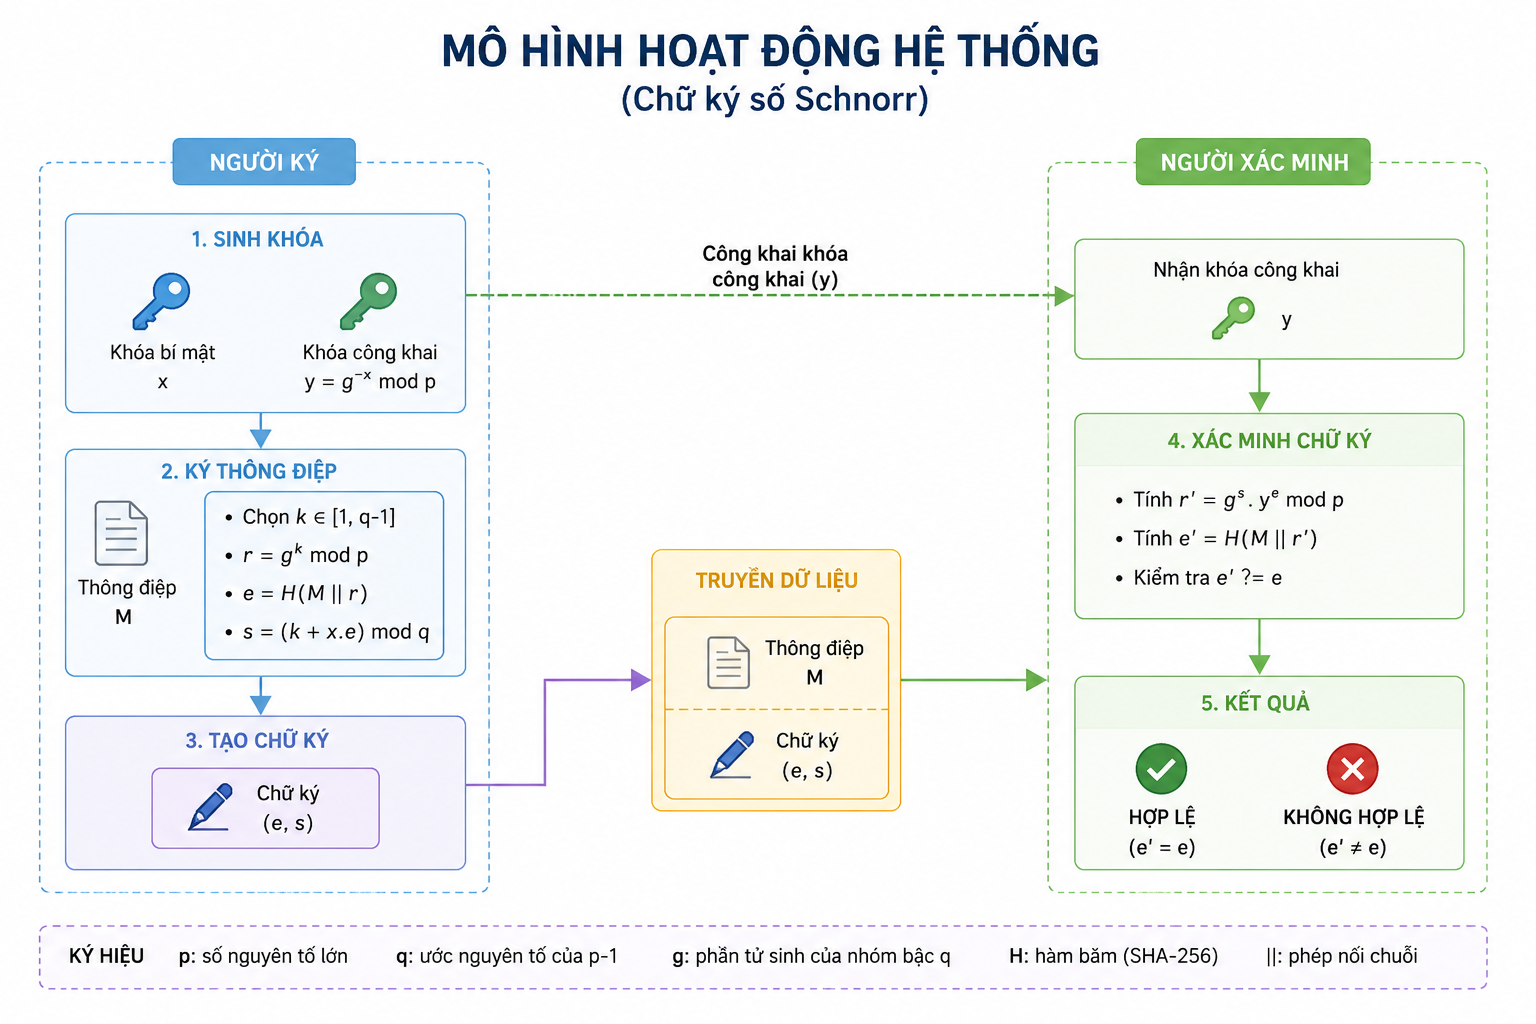 MÔ HÌNH HOẠT ĐỘNG HỆ THỐNG
(Chữ ký số Schnorr)
NGƯỜI KÝ
1. SINH KHÓA
Khóa bí mật
x
Khóa công khai
y = g⁻ˣ mod p
2. KÝ THÔNG ĐIỆP
Thông điệp
M
• Chọn k ∈ [1, q-1]
• r = gᵏ mod p
• e = H(M || r)
• s = (k + x.e) mod q
3. TẠO CHỮ KÝ
Chữ ký
(e, s)
Công khai khóa
công khai (y)
TRUYỀN DỮ LIỆU
Thông điệp
M
Chữ ký
(e, s)
NGƯỜI XÁC MINH
Nhận khóa công khai
y
4. XÁC MINH CHỮ KÝ
• Tính r' = gˢ. yᵉ mod p
• Tính e' = H(M || r')
• Kiểm tra e' ?= e
5. KẾT QUẢ
HỢP LỆ
(e' = e)
KHÔNG HỢP LỆ
(e' ≠ e)
KÝ HIỆU p: số nguyên tố lớn q: ước nguyên tố của p-1 g: phần tử sinh của nhóm bậc q H: hàm băm (SHA-256) ||: phép nối chuỗi